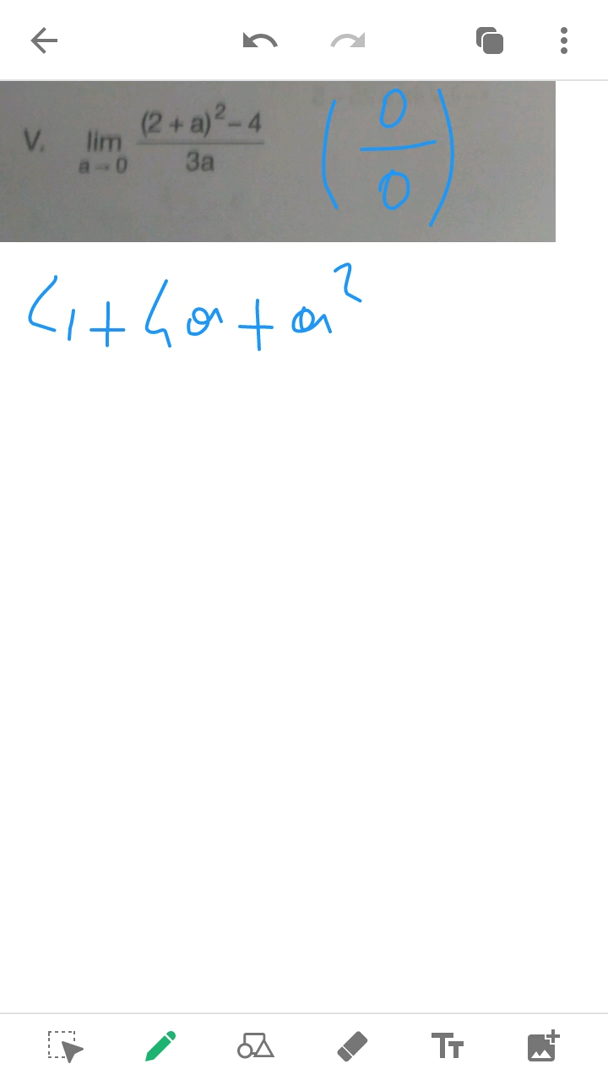 V. lim (2 + a)² – 4 ( 0
a → 0 3a 0 )
4 + 4a + a²